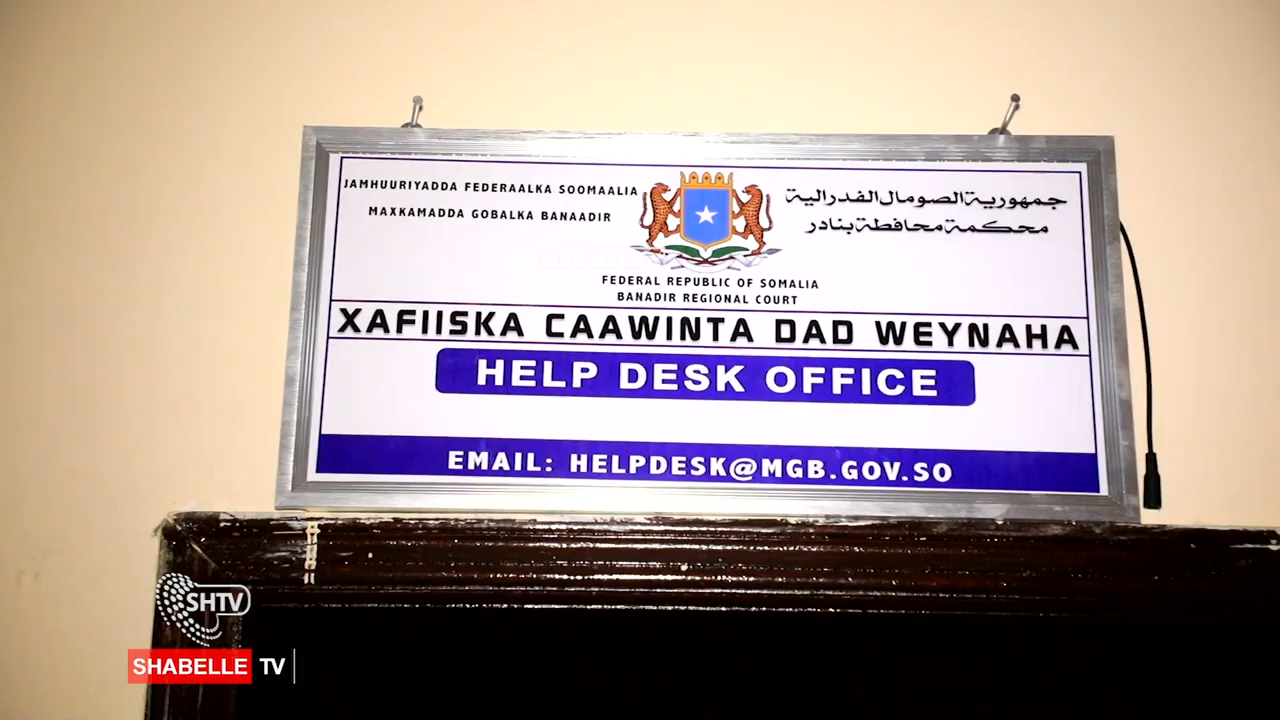 JAMHUURIYADDA FEDERAALKA SOOMAALIA
MAXKAMADDA GOBALKA BANAADIR
جمهورية الصومال الفدرالية
محكمة محافظة بنادر
FEDERAL REPUBLIC OF SOMALIA
BANADIR REGIONAL COURT
XAFIISKA CAAWINTA DAD WEYNAHA
HELP DESK OFFICE
EMAIL: HELPDESK@MGB.GOV.SO
SHTV
SHABELLE TV